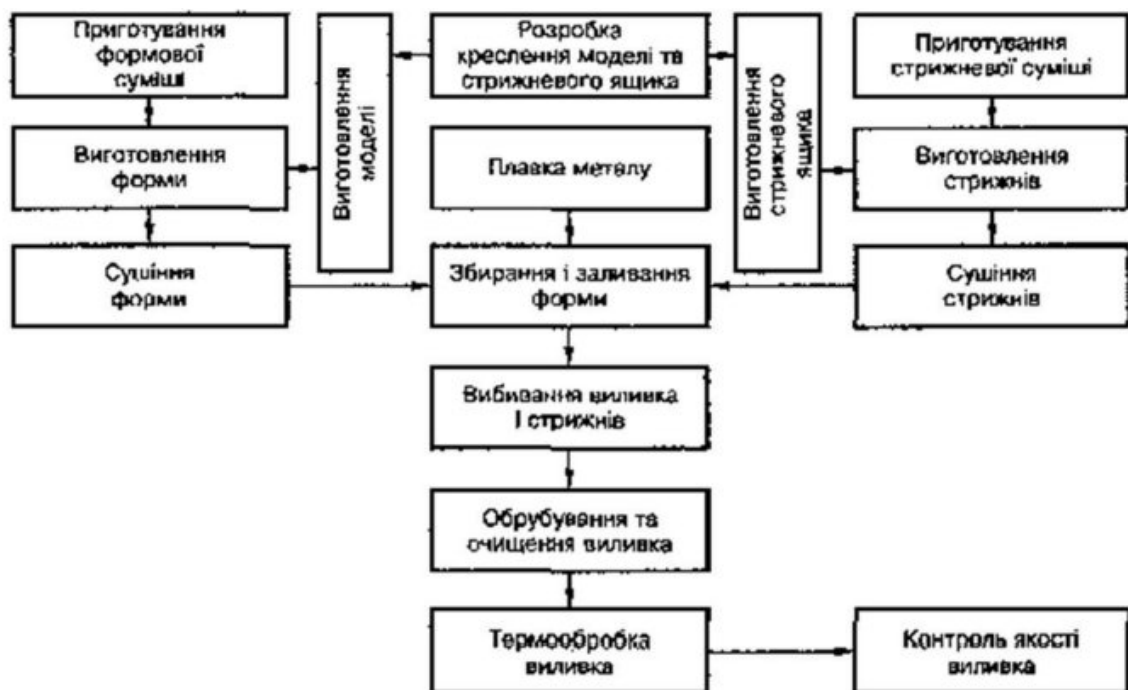 Приготування
формової
суміші
Розробка
креслення моделі та
стрижневого ящика
Приготування
стрижневої суміші
Виготовлення
моделі
Виготовлення
стрижневого
ящика
Виготовлення
форми
Плавка металу
Виготовлення
стрижнів
Сушіння
форми
Збирання і заливання
форми
Сушіння
стрижнів
Вибивання виливка
І стрижнів
Обрубування та
очищення виливка
Термообробка
виливка
Контроль якості
виливка